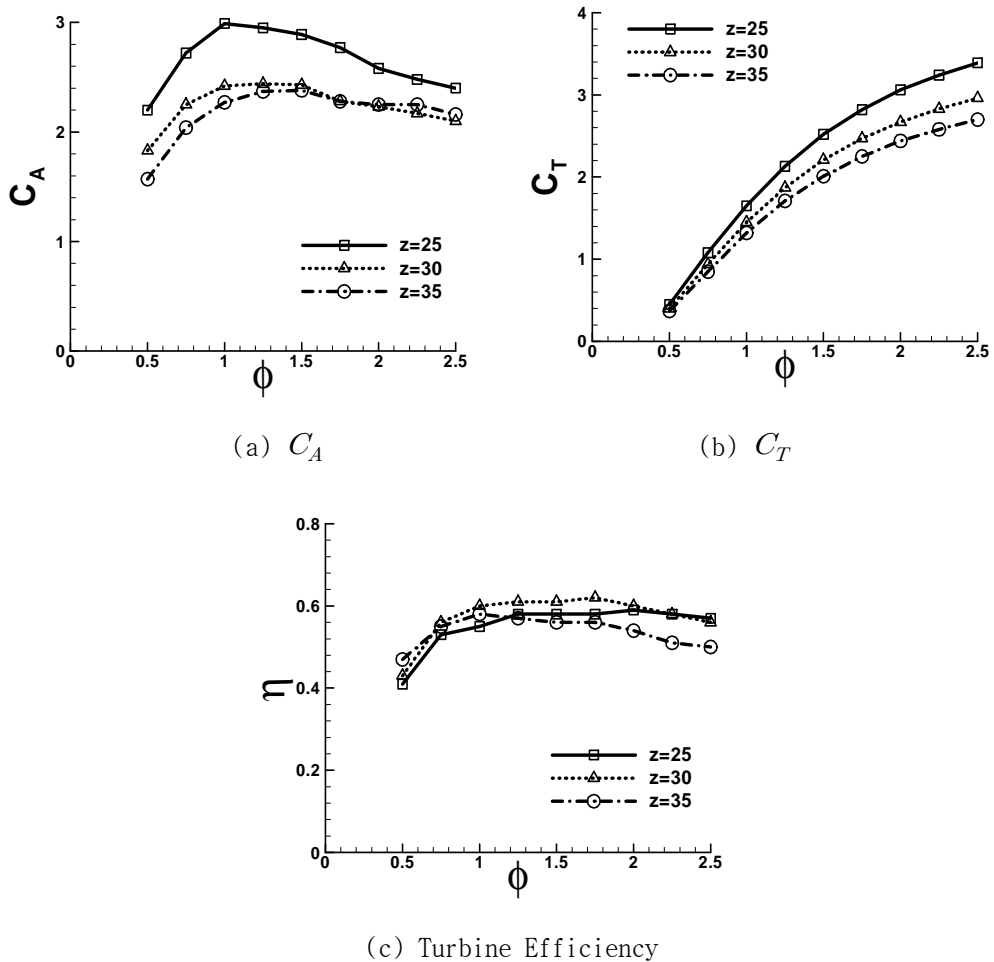 3
2
1
0
C_A
z=25
z=30
z=35
0 0.5 1 1.5 2 2.5
ϕ
(a) C_A
4
3
2
1
0
C_T
z=25
z=30
z=35
0 0.5 1 1.5 2 2.5
ϕ
(b) C_T
0.8
0.6
0.4
0.2
0
η
z=25
z=30
z=35
0 0.5 1 1.5 2 2.5
ϕ
(c) Turbine Efficiency